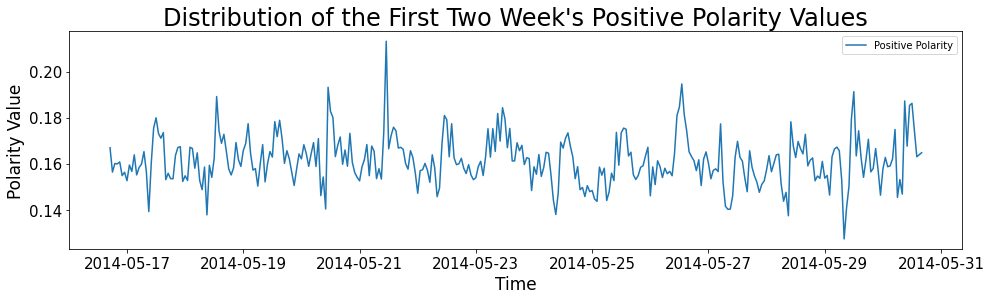 Distribution of the First Two Week's Positive Polarity Values
Positive Polarity
Polarity Value
0.20
0.18
0.16
0.14
2014-05-17 2014-05-19 2014-05-21 2014-05-23 2014-05-25 2014-05-27 2014-05-29 2014-05-31
Time